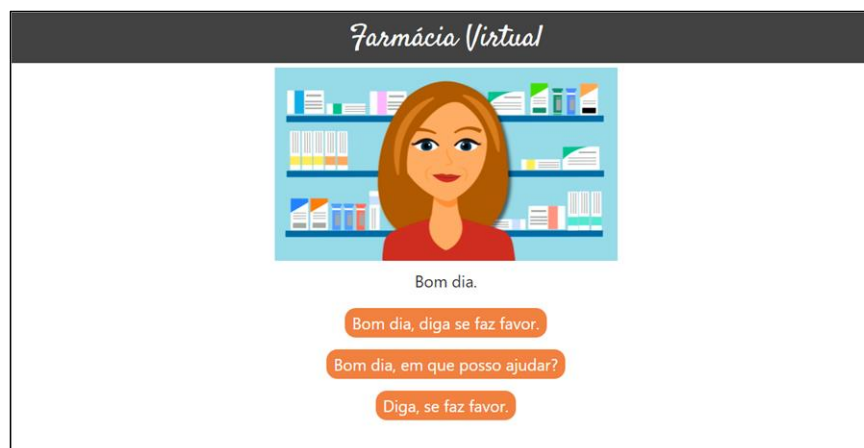 Farmácia Virtual
Bom dia.
Bom dia, diga se faz favor.
Bom dia, em que posso ajudar?
Diga, se faz favor.